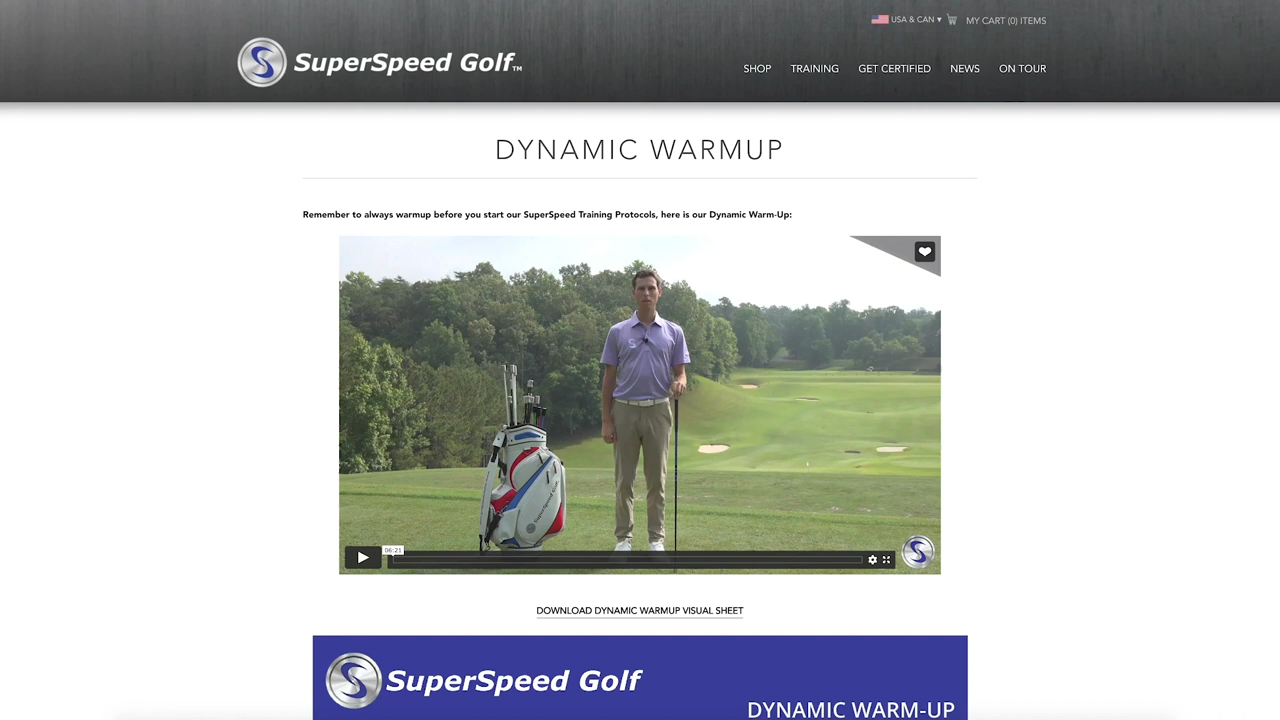 USA & CAN ▾ MY CART (0) ITEMS
SuperSpeed Golf™
SHOP TRAINING GET CERTIFIED NEWS ON TOUR
DYNAMIC WARMUP
Remember to always warmup before you start our SuperSpeed Training Protocols, here is our Dynamic Warm-Up:
SuperSpeed Golf
06:21
DOWNLOAD DYNAMIC WARMUP VISUAL SHEET
SuperSpeed Golf
DYNAMIC WARM-UP